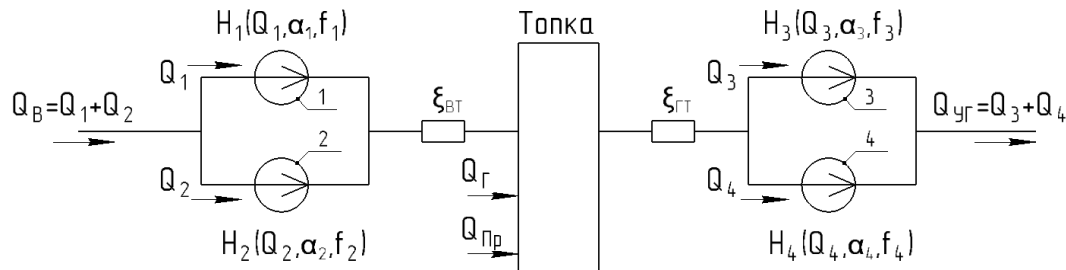 H₁(Q₁,α₁,f₁)
Топка
H₃(Q₃,α₃,f₃)
Q₁
1
Q₃
3
Q_В=Q₁+Q₂
ξ_ВТ
ξ_ГТ
Q_УГ=Q₃+Q₄
2
4
Q₂
Q_Г
Q₄
Q_Пр
H₂(Q₂,α₂,f₂)
H₄(Q₄,α₄,f₄)